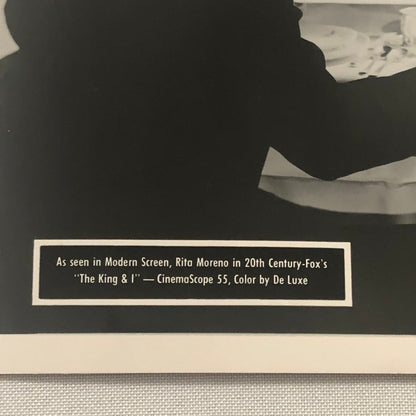 As seen in Modern Screen, Rita Moreno in 20th Century-Fox's
"The King & I" — CinemaScope 55, Color by De Luxe